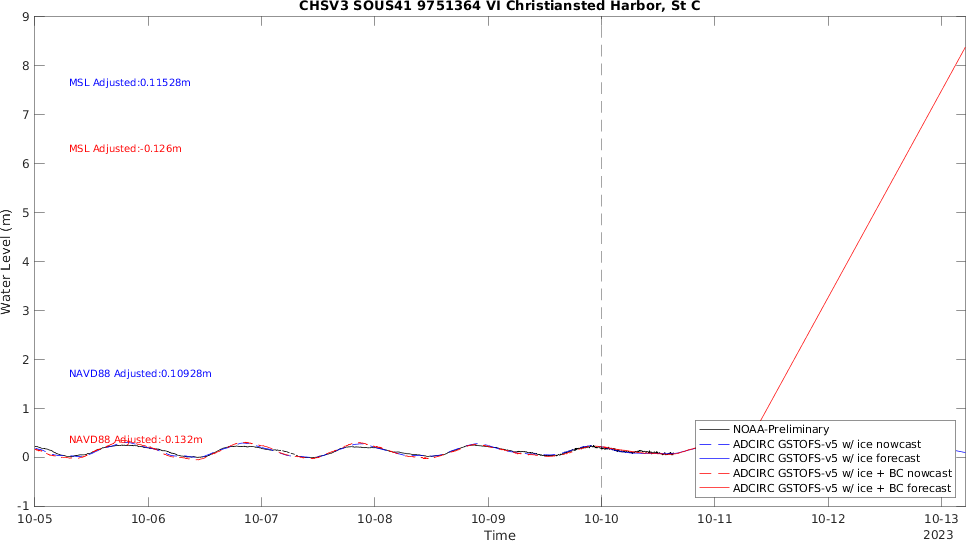 CHSV3 SOUS41 9751364 VI Christiansted Harbor, St C
9
8
7
6
5
4
3
2
1
0
-1
Water Level (m)
MSL Adjusted:0.11528m
MSL Adjusted:-0.126m
NAVD88 Adjusted:0.10928m
NAVD88 Adjusted:-0.132m
NOAA-Preliminary
ADCIRC GSTOFS-v5 w/ ice nowcast
ADCIRC GSTOFS-v5 w/ ice forecast
ADCIRC GSTOFS-v5 w/ ice + BC nowcast
ADCIRC GSTOFS-v5 w/ ice + BC forecast
10-05 10-06 10-07 10-08 10-09 10-10 10-11 10-12 10-13
Time
2023